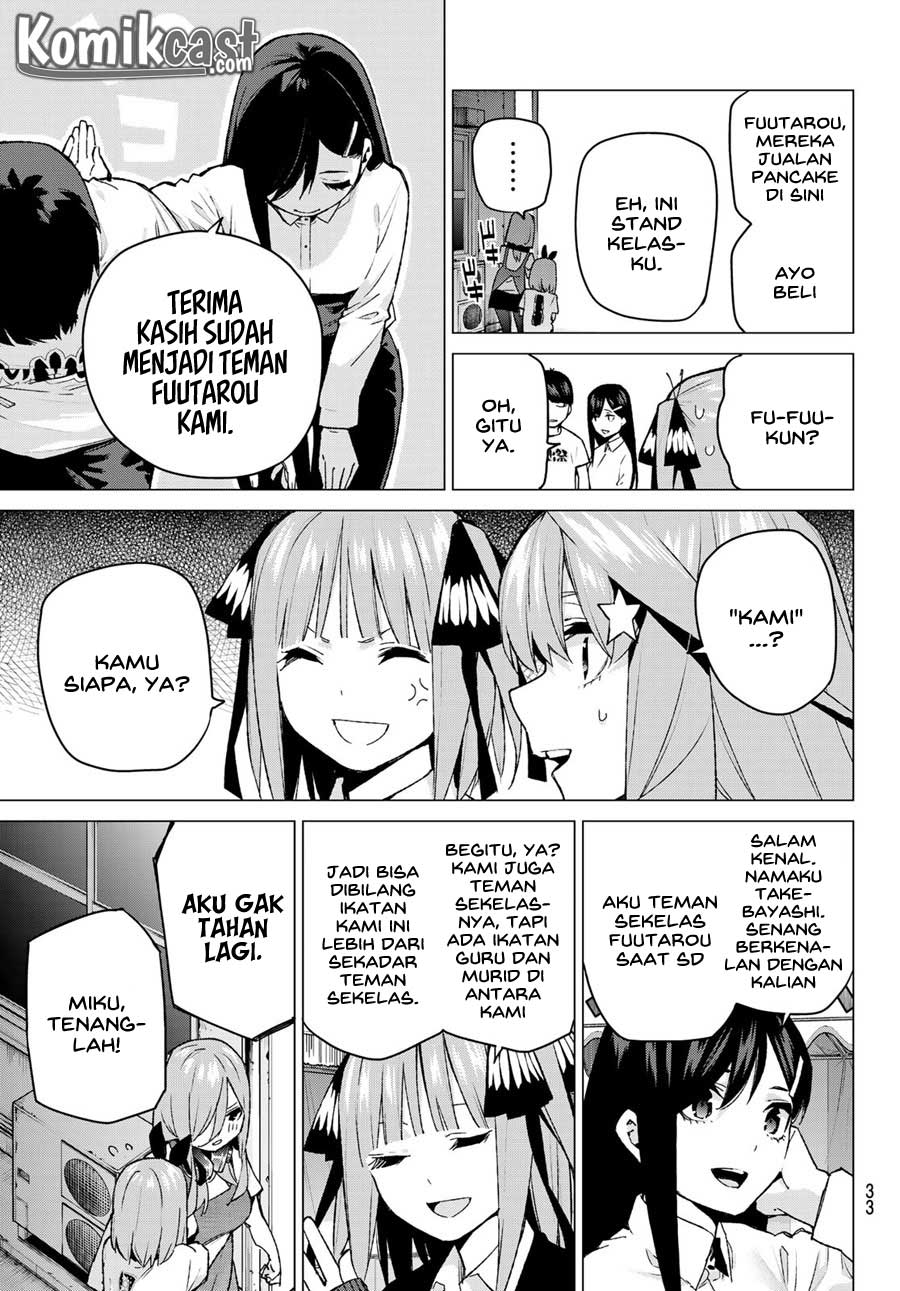 Komikcast
.com
FUUTAROU,
MEREKA
JUALAN
PANCAKE
DI SINI
AYO
BELI
EH, INI
STAND
KELAS-
KU.
......
ユサ
ユサ
FU-FUU-
KUN?
OH,
GITU
YA.
TERIMA
KASIH SUDAH
MENJADI TEMAN
FUUTAROU
KAMI.
"KAMI"
...?
KAMU
SIAPA, YA?
SALAM
KENAL.
NAMAKU
TAKE-
BAYASHI.
SENANG
BERKENA-
LAN DENGAN
KALIAN
AKU TEMAN
SEKELAS
FUUTAROU
SAAT SD
BEGITU, YA?
KAMI JUGA
TEMAN
SEKELAS-
NYA, TAPI
ADA IKATAN
GURU DAN
MURID DI
ANTARA
KAMI
JADI BISA
DIBILANG
IKATAN
KAMI INI
LEBIH DARI
SEKADAR
TEMAN
SEKELAS.
AKU GAK
TAHAN
LAGI.
MIKU,
TENANG-
LAH!
33